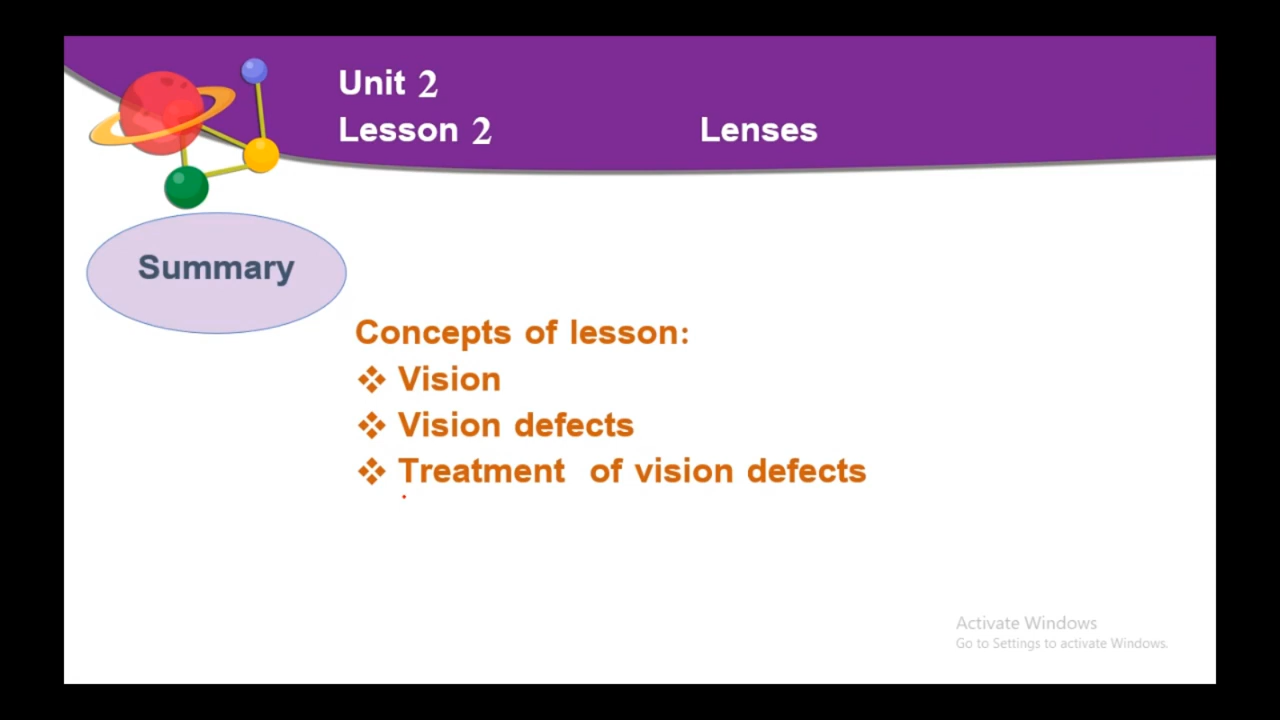 Unit 2
Lesson 2 Lenses
Summary
Concepts of lesson:
❖ Vision
❖ Vision defects
❖ Treatment of vision defects
Activate Windows
Go to Settings to activate Windows.